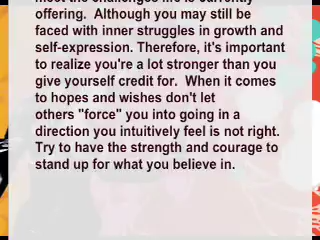 meet the challenges life is currently
offering.  Although you may still be
faced with inner struggles in growth and
self-expression. Therefore, it's important
to realize you're a lot stronger than you
give yourself credit for.  When it comes
to hopes and wishes don't let
others "force" you into going in a
direction you intuitively feel is not right.
Try to have the strength and courage to
stand up for what you believe in.